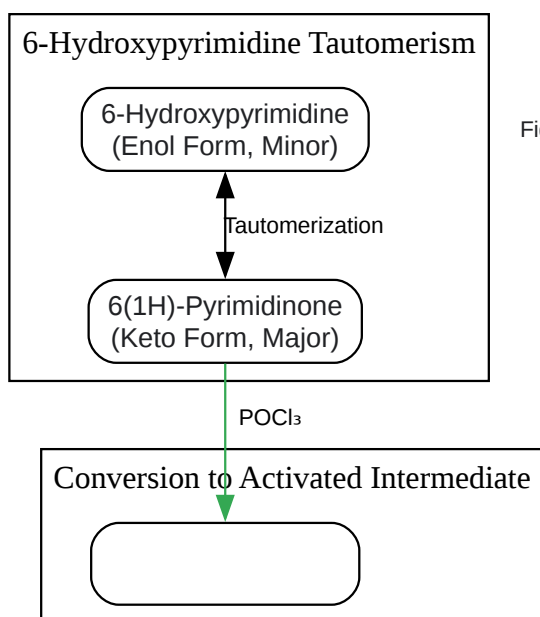 6-Hydroxypyrimidine Tautomerism
6-Hydroxypyrimidine
(Enol Form, Minor)
Fi
Tautomerization
6(1H)-Pyrimidinone
(Keto Form, Major)
POCl₃
Conversion to Activated Intermediate